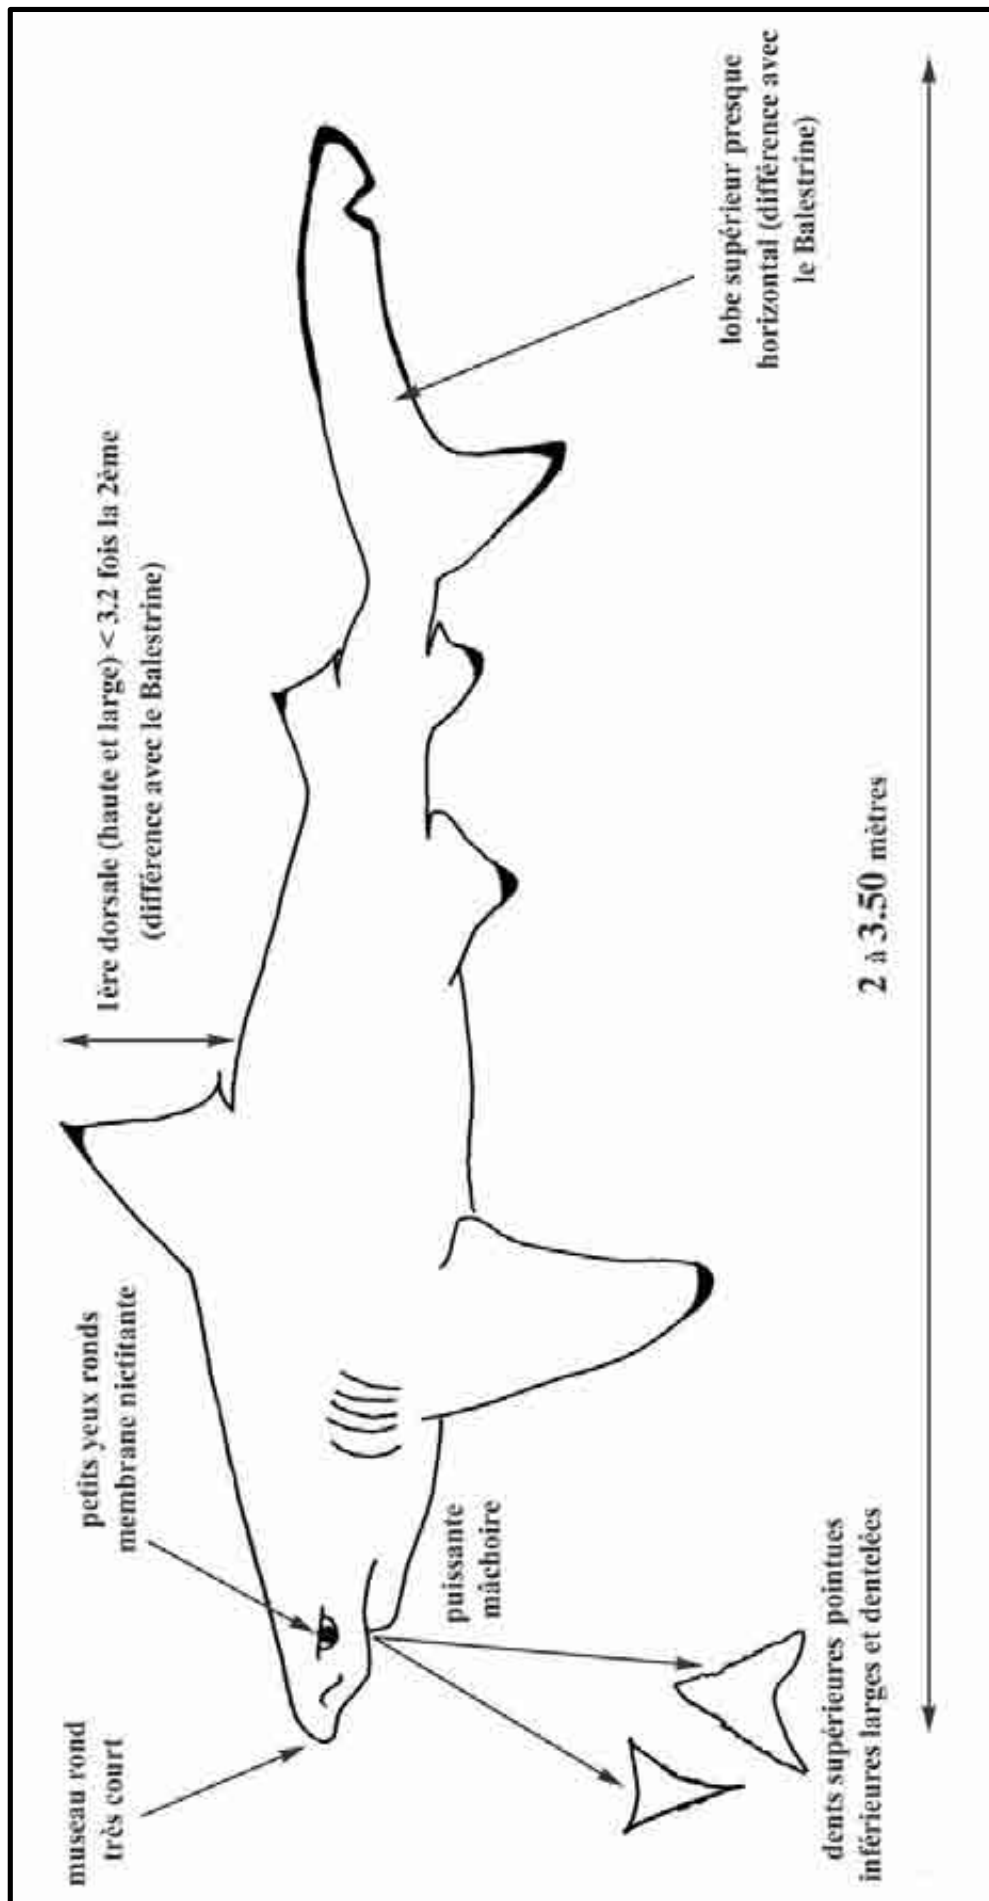 museau rond
très court
petits yeux ronds
membrane nictitante
1ère dorsale (haute et large) < 3.2 fois la 2ème
(différence avec le Balestrine)
puissante
mâchoire
lobe supérieur presque
horizontal (différence avec
le Balestrine)
dents supérieures pointues
inférieures larges et dentelées
2 à 3.50 mètres